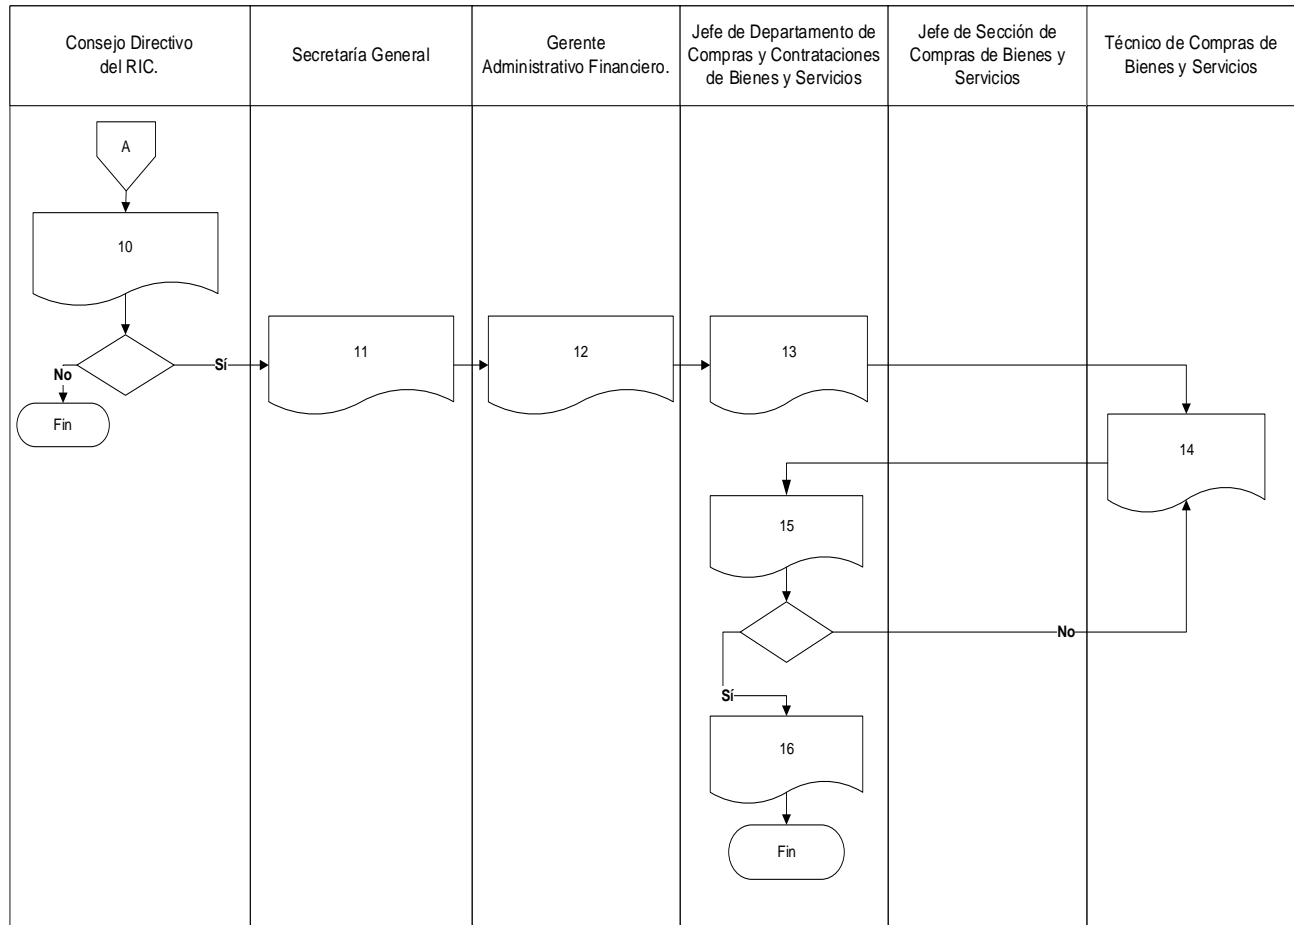 Consejo Directivo
del RIC.
Secretaría General
Gerente
Administrativo Financiero.
Jefe de Departamento de
Compras y Contrataciones
de Bienes y Servicios
Jefe de Sección de
Compras de Bienes y
Servicios
Técnico de Compras de
Bienes y Servicios
A
10
No
Sí
Fin
11
12
13
14
15
No
Sí
16
Fin